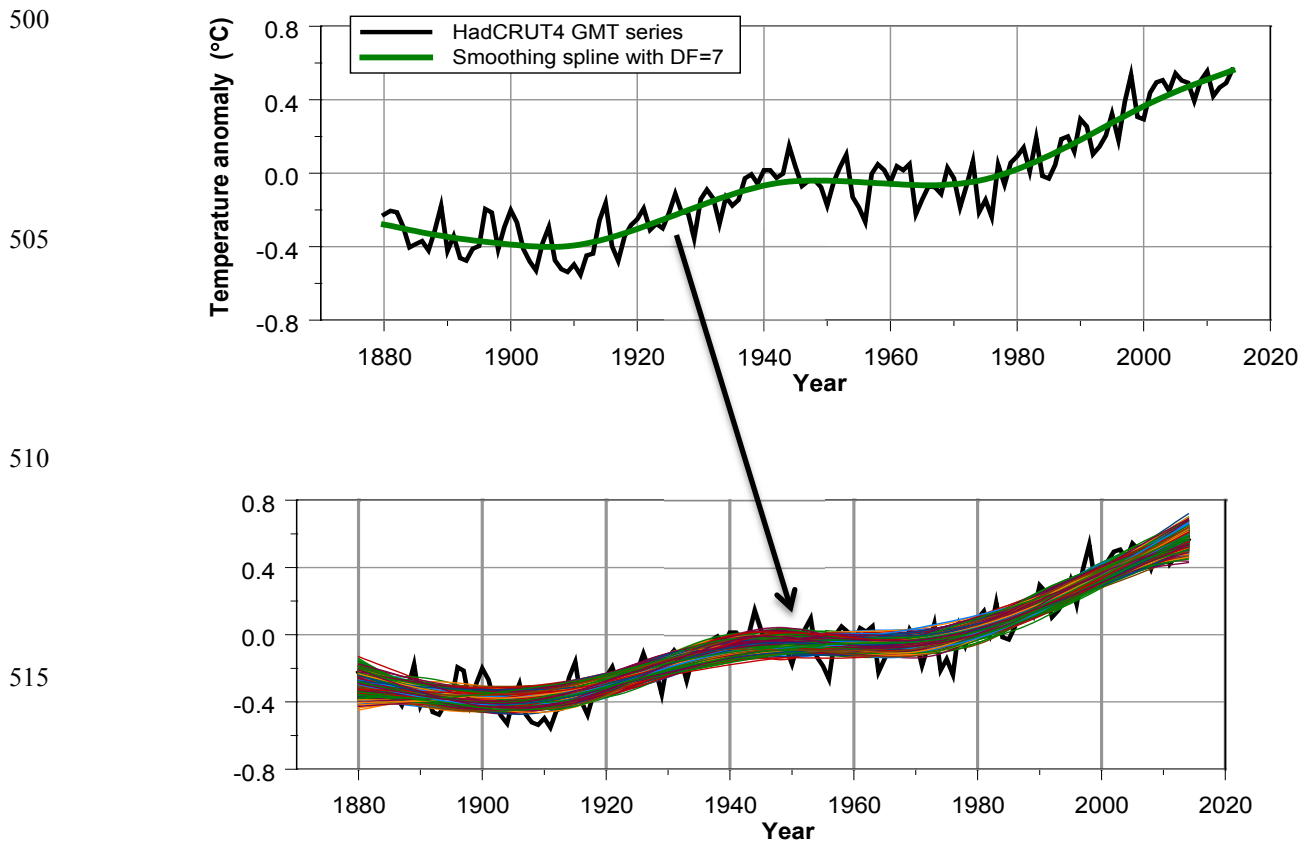 500
HadCRUT4 GMT series
Smoothing spline with DF=7
Temperature anomaly (°C)
0.8
0.4
0.0
505
-0.4
-0.8
1880 1900 1920 1940 1960 1980 2000 2020
Year
510
0.8
0.4
0.0
515
-0.4
-0.8
1880 1900 1920 1940 1960 1980 2000 2020
Year